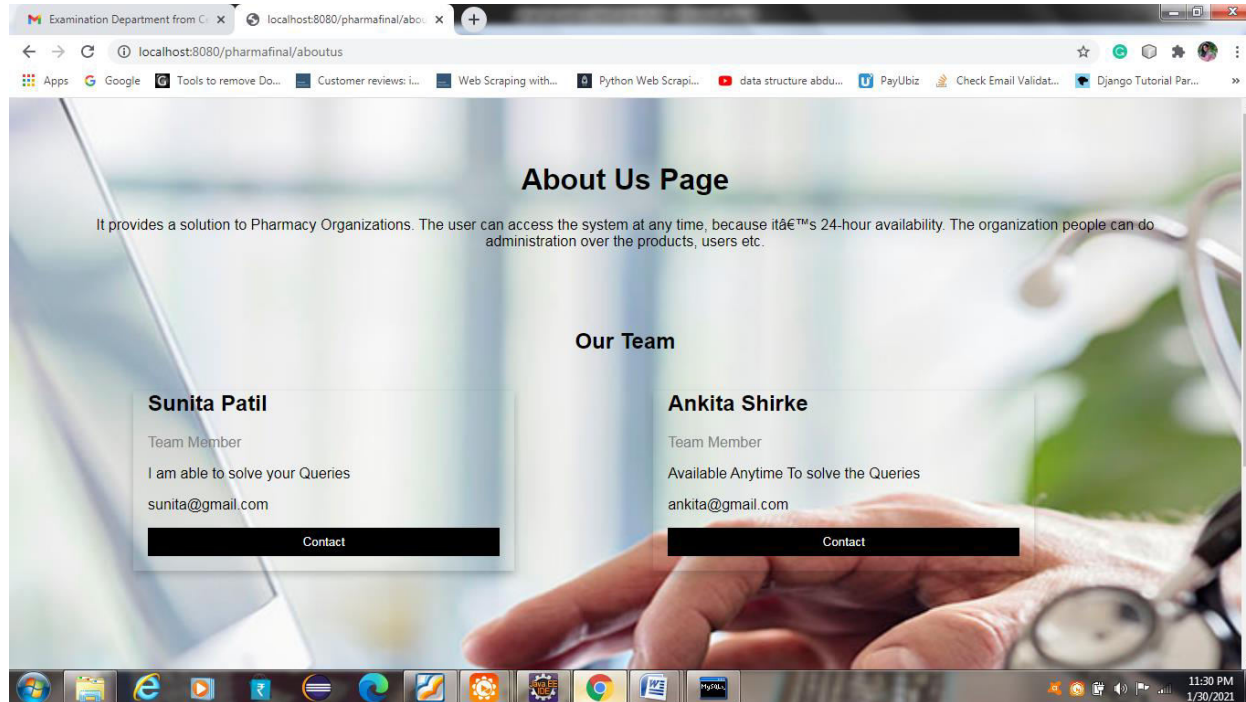 Examination Department from Ce
localhost:8080/pharmafinal/abou
localhost:8080/pharmafinal/aboutus
Apps Google Tools to remove Do... Customer reviews: i... Web Scraping with... Python Web Scrapi... data structure abdu... PayUbiz Check Email Validat... Django Tutorial Par... »
About Us Page
It provides a solution to Pharmacy Organizations. The user can access the system at any time, because itâ€™s 24-hour availability. The organization people can do
administration over the products, users etc.
Our Team
Sunita Patil
Team Member
I am able to solve your Queries
sunita@gmail.com
Contact
Ankita Shirke
Team Member
Available Anytime To solve the Queries
ankita@gmail.com
Contact
Java EE
IDE
MySQL
11:30 PM
1/30/2021